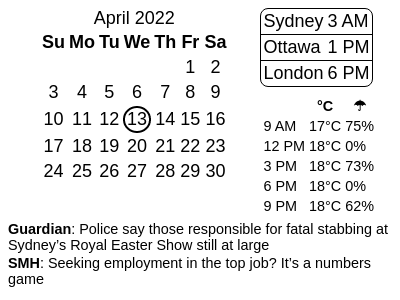 April 2022
Su Mo Tu We Th Fr Sa
1 2
3 4 5 6 7 8 9
10 11 12 13 14 15 16
17 18 19 20 21 22 23
24 25 26 27 28 29 30
Sydney 3 AM
Ottawa 1 PM
London 6 PM
°C ☂
9 AM 17°C 75%
12 PM 18°C 0%
3 PM 18°C 73%
6 PM 18°C 0%
9 PM 18°C 62%
Guardian: Police say those responsible for fatal stabbing at
Sydney’s Royal Easter Show still at large
SMH: Seeking employment in the top job? It’s a numbers
game